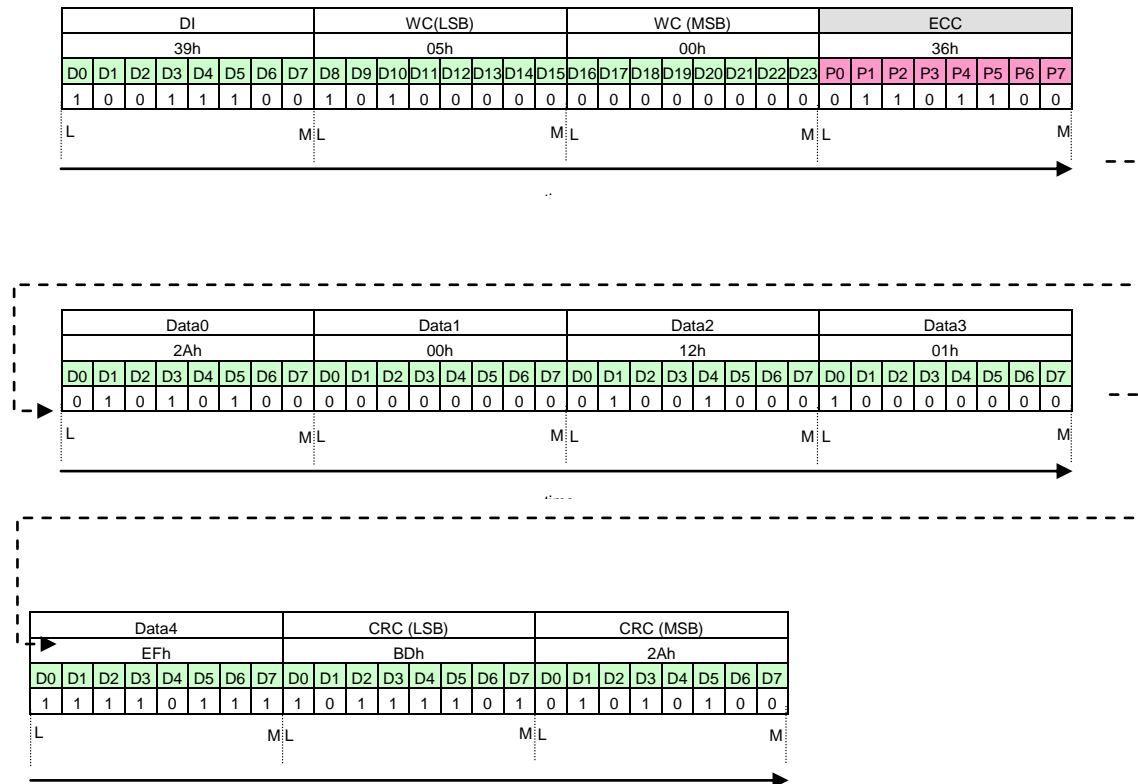 DI WC(LSB) WC (MSB) ECC
39h 05h 00h 36h
D0 D1 D2 D3 D4 D5 D6 D7 D8 D9 D10 D11 D12 D13 D14 D15 D16 D17 D18 D19 D20 D21 D22 D23 P0 P1 P2 P3 P4 P5 P6 P7
1 0 0 1 1 1 0 0 1 0 1 0 0 0 0 0 0 0 0 0 0 0 0 0 0 1 1 0 1 1 0 0
L M L M L M L M
Data0 Data1 Data2 Data3
2Ah 00h 12h 01h
D0 D1 D2 D3 D4 D5 D6 D7 D0 D1 D2 D3 D4 D5 D6 D7 D0 D1 D2 D3 D4 D5 D6 D7 D0 D1 D2 D3 D4 D5 D6 D7
0 1 0 1 0 1 0 0 0 0 0 0 0 0 0 0 0 1 0 0 1 0 0 0 1 0 0 0 0 0 0 0
L M L M L M L M
Data4 CRC (LSB) CRC (MSB)
EFh BDh 2Ah
D0 D1 D2 D3 D4 D5 D6 D7 D0 D1 D2 D3 D4 D5 D6 D7 D0 D1 D2 D3 D4 D5 D6 D7
1 1 1 1 0 1 1 1 1 0 1 1 1 1 0 1 0 1 0 1 0 1 0 0
L M L M L M